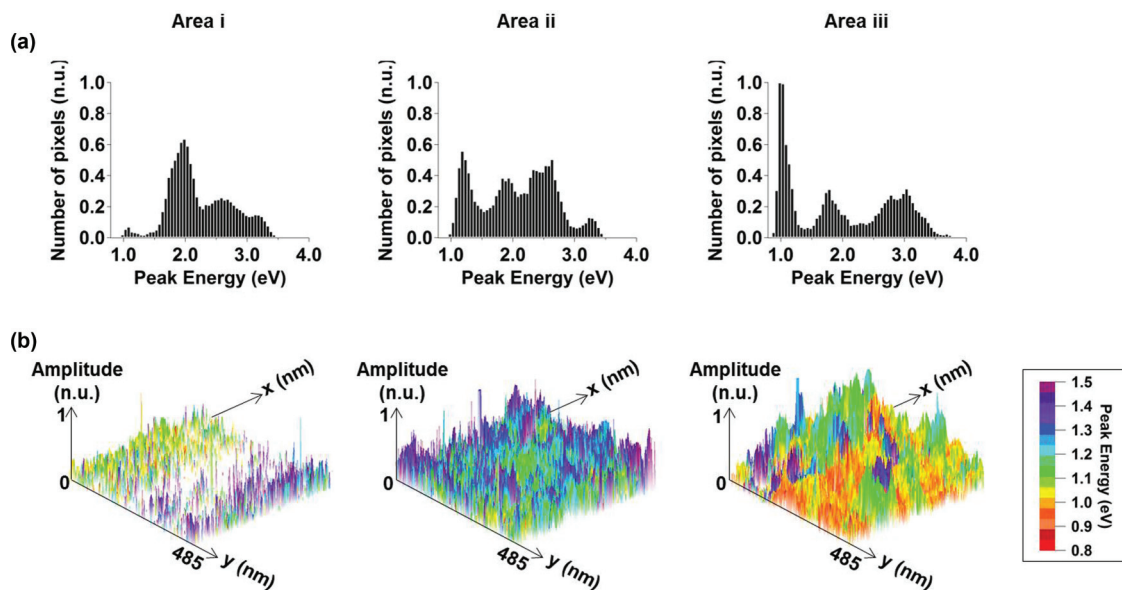 Area i
Area ii
Area iii
(a)
Number of pixels (n.u.)
1.0
0.8
0.6
0.4
0.2
0.0
1.0 2.0 3.0 4.0
Peak Energy (eV)
Number of pixels (n.u.)
1.0
0.8
0.6
0.4
0.2
0.0
1.0 2.0 3.0 4.0
Peak Energy (eV)
Number of pixels (n.u.)
1.0
0.8
0.6
0.4
0.2
0.0
1.0 2.0 3.0 4.0
Peak Energy (eV)
(b)
Amplitude
(n.u.)
1
0
x (nm)
485
y (nm)
Amplitude
(n.u.)
1
0
x (nm)
485
y (nm)
Amplitude
(n.u.)
1
0
x (nm)
485
y (nm)
1.5
1.4
1.3
1.2
1.1
1.0
0.9
0.8
Peak Energy (eV)